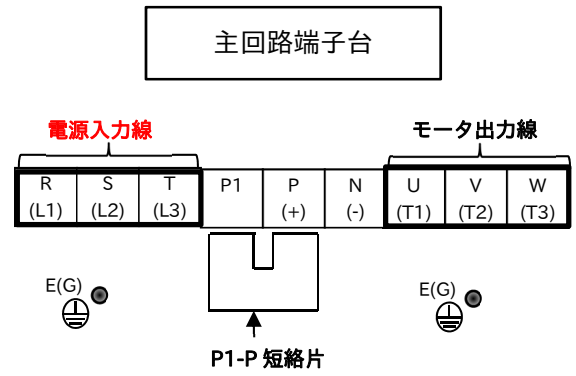 主回路端子台
電源入力線 モータ出力線
R S T P1 P N U V W
(L1) (L2) (L3) (+) (-) (T1) (T2) (T3)
E(G) E(G)
P1-P 短絡片